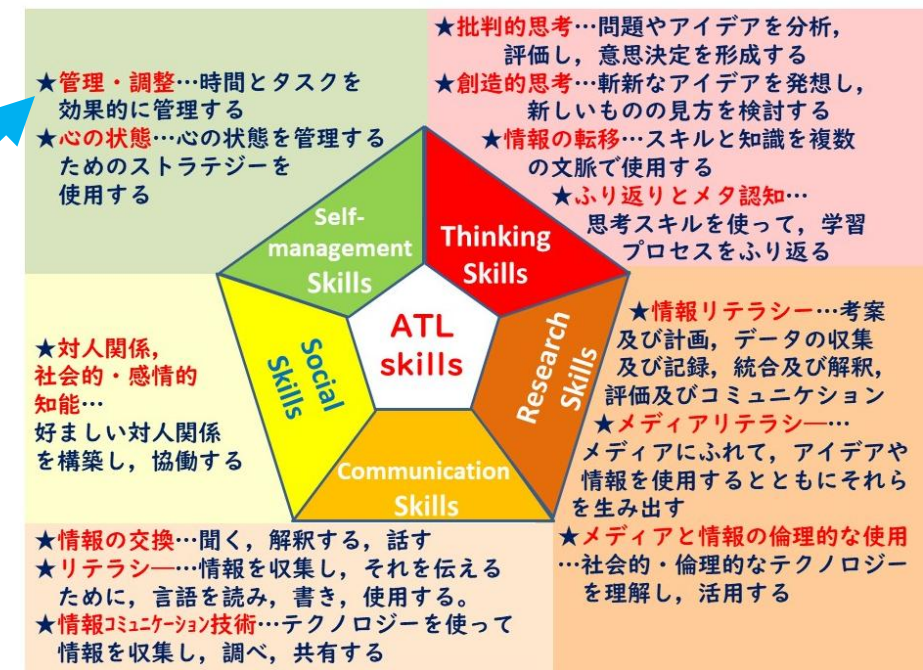 ★管理・調整…時間とタスクを
効果的に管理する
★心の状態…心の状態を管理する
ためのストラテジーを
使用する
★批判的思考…問題やアイデアを分析，
評価し，意思決定を形成する
★創造的思考…斬新なアイデアを発想し，
新しいものの見方を検討する
★情報の転移…スキルと知識を複数
の文脈で使用する
★ふり返りとメタ認知…
思考スキルを使って，学習
プロセスをふり返る
Self-
management
Skills
Thinking
Skills
ATL
skills
Social
Skills
Research
Skills
Communication
Skills
★対人関係，
社会的・感情的
知能…
好ましい対人関係
を構築し，協働する
★情報リテラシー…考案
及び計画，データの収集
及び記録，統合及び解釈，
評価及びコミュニケション
★メディアリテラシー…
メディアにふれて，アイデアや
情報を使用するとともにそれら
を生み出す
★メディアと情報の倫理的な使用
…社会的・倫理的なテクノロジー
を理解し，活用する
★情報の交換…聞く，解釈する，話す
★リテラシー…情報を収集し，それを伝える
ために，言語を読み，書き，使用する。
★情報ｺﾐｭﾆｹｰｼｮﾝ技術…テクノロジーを使って
情報を収集し，調べ，共有する